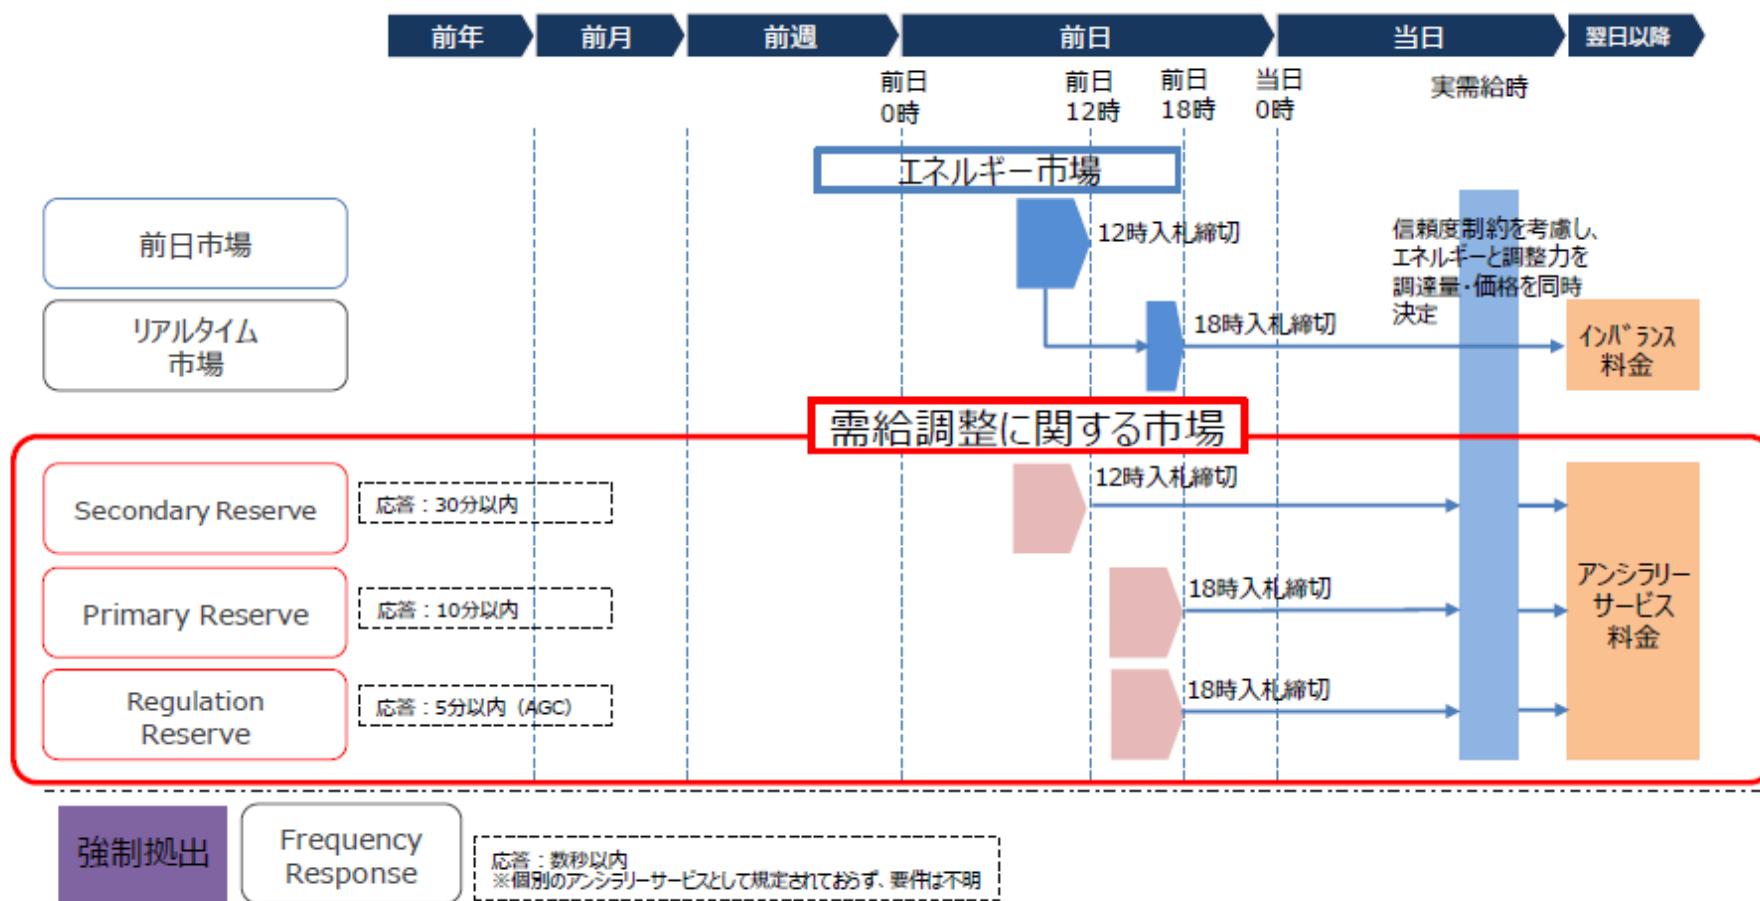 前年
前月
前週
前日
当日
翌日以降
前日
0時
前日
12時
前日
18時
当日
0時
実需給時
エネルギー市場
前日市場
12時入札締切
信頼度制約を考慮し、
エネルギーと調整力を
調達量・価格を同時
決定
リアルタイム
市場
18時入札締切
インバランス
料金
需給調整に関する市場
Secondary Reserve
応答：30分以内
12時入札締切
Primary Reserve
応答：10分以内
18時入札締切
アンシラリー
サービス
料金
Regulation
Reserve
応答：5分以内（AGC）
18時入札締切
強制拠出
Frequency
Response
応答：数秒以内
※個別のアンシラリーサービスとして規定されておらず、要件は不明